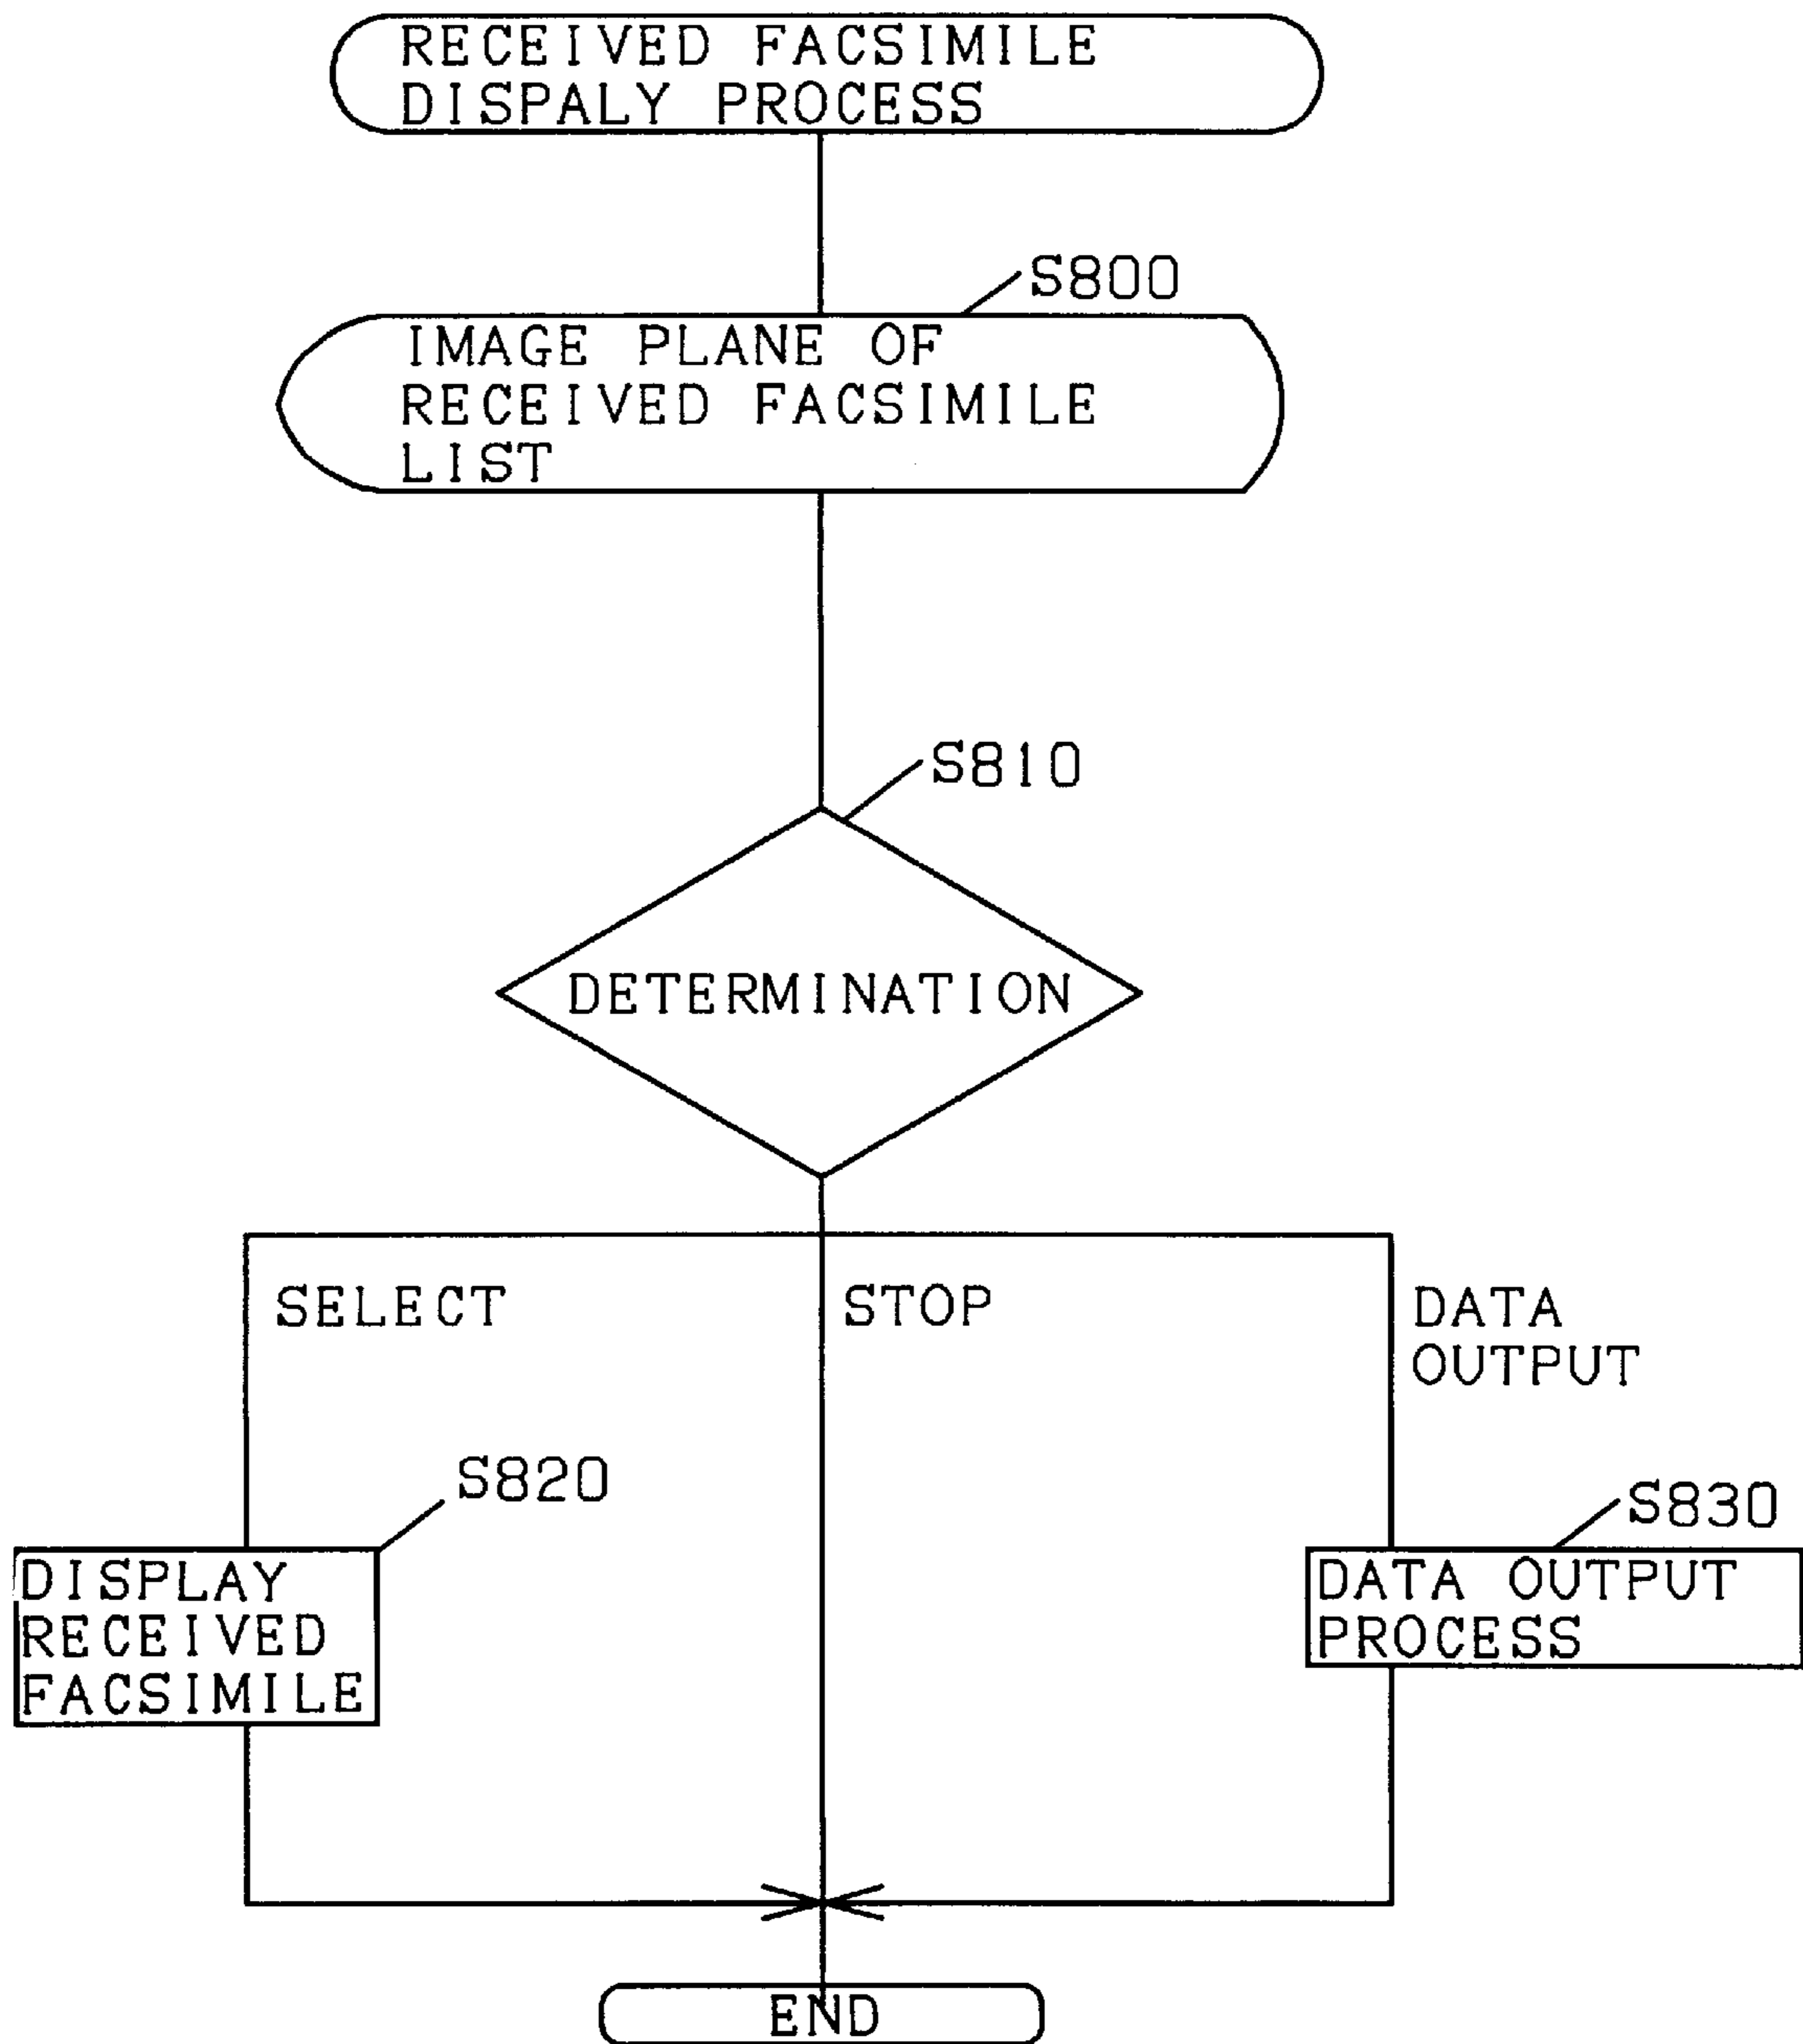 RECEIVED FACSIMILE
DISPALY PROCESS
S800
IMAGE PLANE OF
RECEIVED FACSIMILE
LIST
S810
DETERMINATION
SELECT
STOP
DATA
OUTPUT
S820
DISPLAY
RECEIVED
FACSIMILE
S830
DATA OUTPUT
PROCESS
END